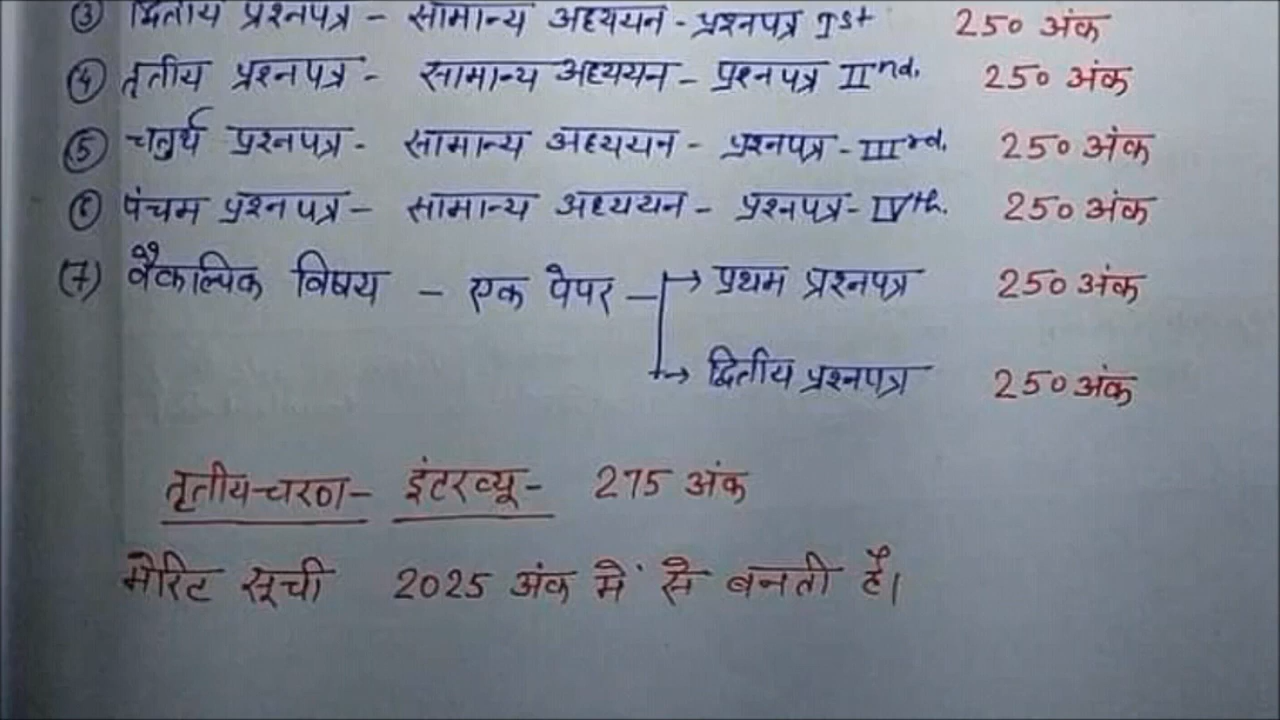 ③ द्वितीय प्रश्नपत्र - सामान्य अध्ययन - प्रश्नपत्र Ist 250 अंक
④ तृतीय प्रश्नपत्र - सामान्य अध्ययन - प्रश्नपत्र IInd. 250 अंक
⑤ चतुर्थ प्रश्नपत्र - सामान्य अध्ययन - प्रश्नपत्र - IIIrd. 250 अंक
⑥ पंचम प्रश्नपत्र - सामान्य अध्ययन - प्रश्नपत्र - IVth. 250 अंक
(7) वैकल्पिक विषय - एक पेपर - → प्रथम प्रश्नपत्र 250 अंक
→ द्वितीय प्रश्नपत्र 250 अंक
तृतीय-चरण - इंटरव्यू - 275 अंक
मेरिट सूची 2025 अंक में से बनती है।